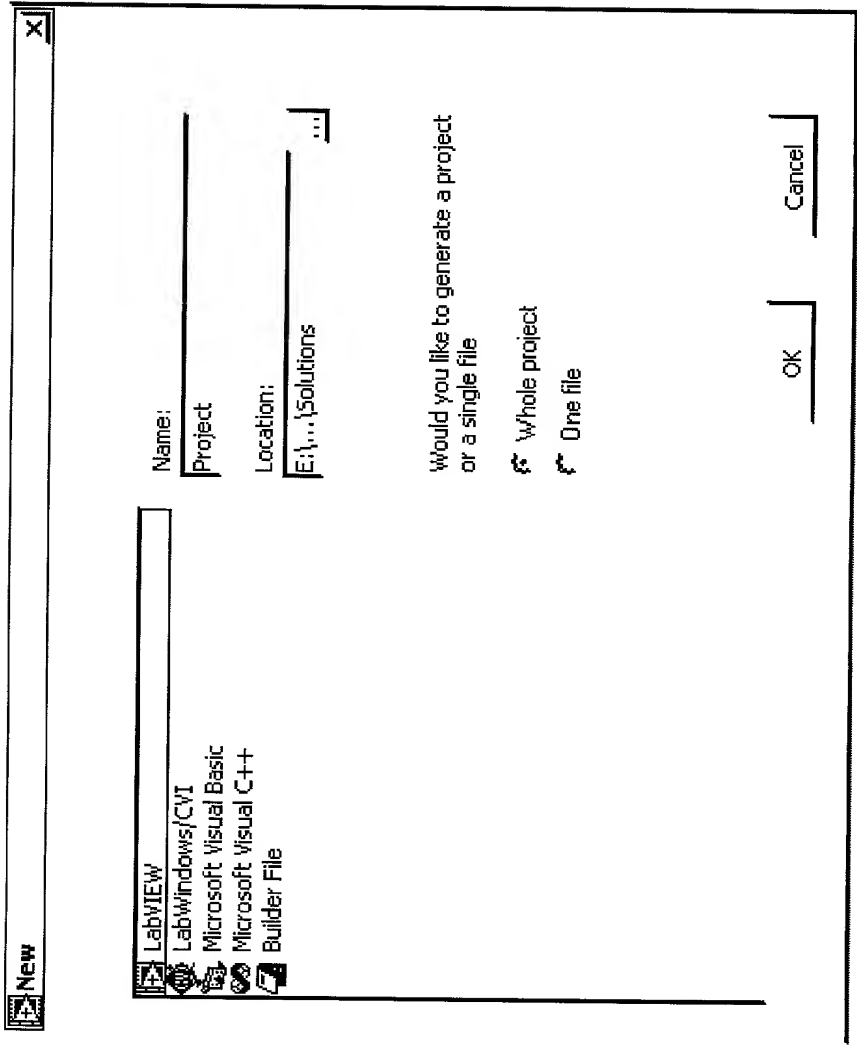 New
LabVIEW
LabWindows/CVI
Microsoft Visual Basic
Microsoft Visual C++
Builder File
Name:
Project
Location:
E:\...\Solutions
...
Would you like to generate a project
or a single file
Whole project
One file
OK
Cancel